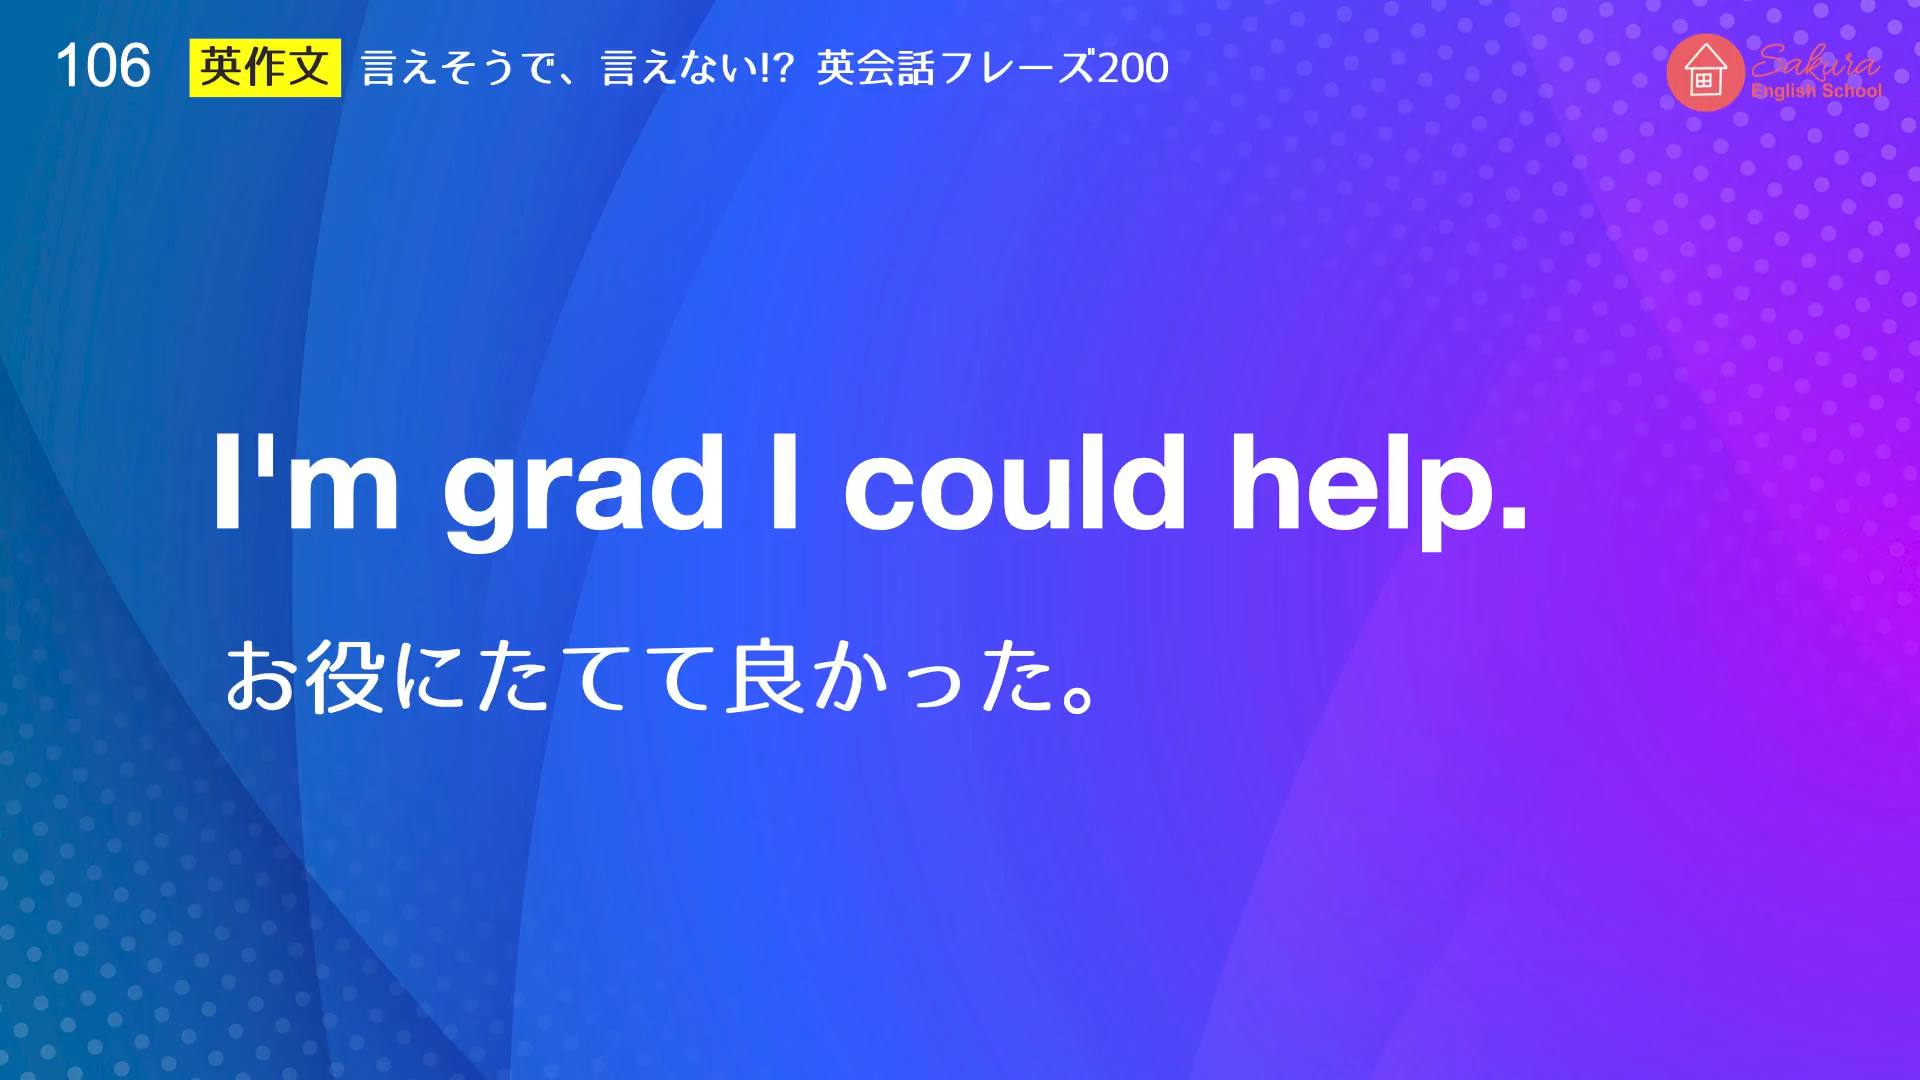 106 英作文 言えそうで、言えない!? 英会話フレーズ200
Sakura
English School
I'm grad I could help.
お役にたてて良かった。